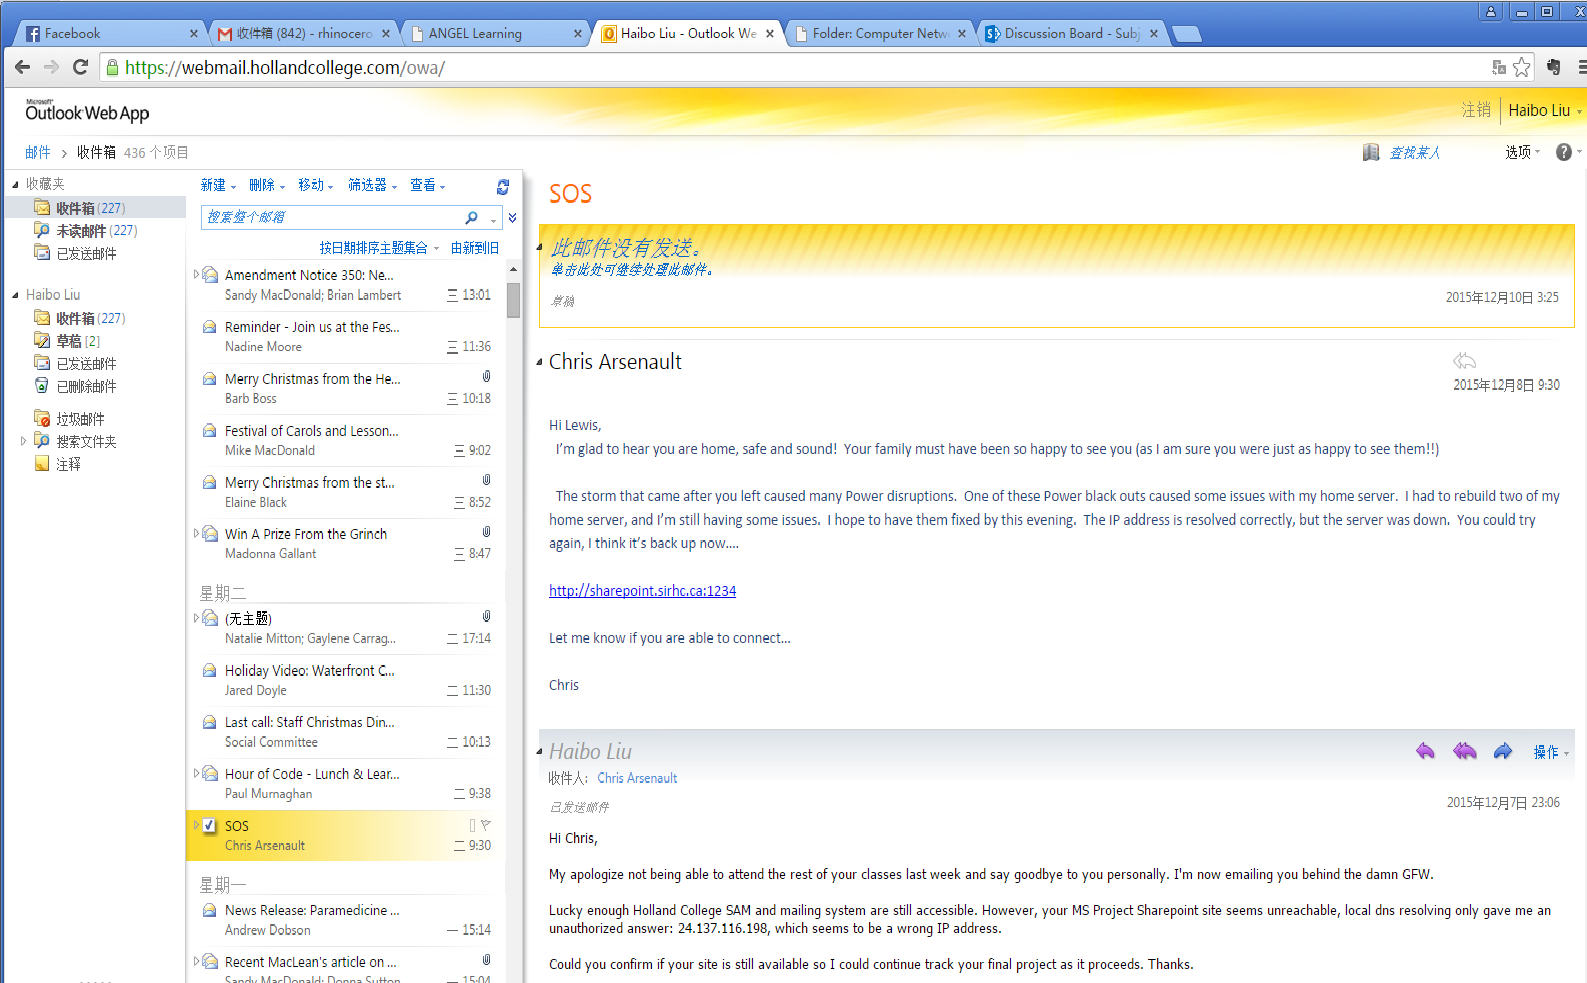 Facebook
收件箱 (842) - rhinocero
ANGEL Learning
Haibo Liu - Outlook We
Folder: Computer Netw
Discussion Board - Subj
https://webmail.hollandcollege.com/owa/
Microsoft
Outlook Web App
注销
Haibo Liu
邮件 > 收件箱 436 个项目
查找某人
选项
收藏夹
收件箱 (227)
未读邮件 (227)
已发送邮件
Haibo Liu
收件箱 (227)
草稿 [2]
已发送邮件
已删除邮件
垃圾邮件
搜索文件夹
注释
新建 删除 移动 筛选器 查看
搜索整个邮箱
按日期排序主题集合 由新到旧
Amendment Notice 350: Ne...
Sandy MacDonald; Brian Lambert 三 13:01
Reminder - Join us at the Fes...
Nadine Moore 三 11:36
Merry Christmas from the He...
Barb Boss 三 10:18
Festival of Carols and Lesson...
Mike MacDonald 三 9:02
Merry Christmas from the st...
Elaine Black 三 8:52
Win A Prize From the Grinch
Madonna Gallant 三 8:47
星期二
(无主题)
Natalie Mitton; Gaylene Carrag... 二 17:14
Holiday Video: Waterfront C...
Jared Doyle 二 11:30
Last call: Staff Christmas Din...
Social Committee 二 10:13
Hour of Code - Lunch & Lear...
Paul Murnaghan 二 9:38
SOS
Chris Arsenault 二 9:30
星期一
News Release: Paramedicine ...
Andrew Dobson 一 15:14
Recent MacLean's article on ...
Sandy MacDonald; Donna Sutton 一 15:04
SOS
此邮件没有发送。
单击此处可继续处理此邮件。
草稿
2015年12月10日 3:25
Chris Arsenault
2015年12月8日 9:30
Hi Lewis,
I'm glad to hear you are home, safe and sound! Your family must have been so happy to see you (as I am sure you were just as happy to see them!!)
The storm that came after you left caused many Power disruptions. One of these Power black outs caused some issues with my home server. I had to rebuild two of my
home server, and I'm still having some issues. I hope to have them fixed by this evening. The IP address is resolved correctly, but the server was down. You could try
again, I think it's back up now....
http://sharepoint.sirhc.ca:1234
Let me know if you are able to connect...
Chris
Haibo Liu
操作
收件人: Chris Arsenault
已发送邮件
2015年12月7日 23:06
Hi Chris,
My apologize not being able to attend the rest of your classes last week and say goodbye to you personally. I'm now emailing you behind the damn GFW.
Lucky enough Holland College SAM and mailing system are still accessible. However, your MS Project Sharepoint site seems unreachable, local dns resolving only gave me an
unauthorized answer: 24.137.116.198, which seems to be a wrong IP address.
Could you confirm if your site is still available so I could continue track your final project as it proceeds. Thanks.